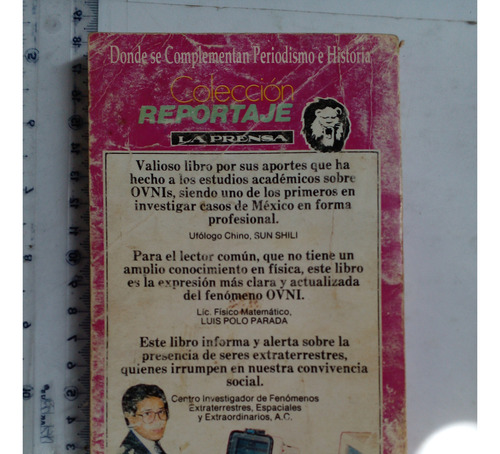 Donde se Complementan Periodismo e Historia
Colección
REPORTAJE
LA PRENSA
Valioso libro por sus aportes que ha
hecho a los estudios académicos sobre
OVNIs, siendo uno de los primeros en
investigar casos de México en forma
profesional.
Ufólogo Chino, SUN SHILI
Para el lector común, que no tiene un
amplio conocimiento en física, este libro
es la expresión más clara y actualizada
del fenómeno OVNI.
Lic. Físico Matemático,
LUIS POLO PARADA
Este libro informa y alerta sobre la
presencia de seres extraterrestres,
quienes irrumpen en nuestra convivencia
social.
Centro Investigador de Fenómenos
Extraterrestres, Espaciales
y Extraordinarios, A.C.